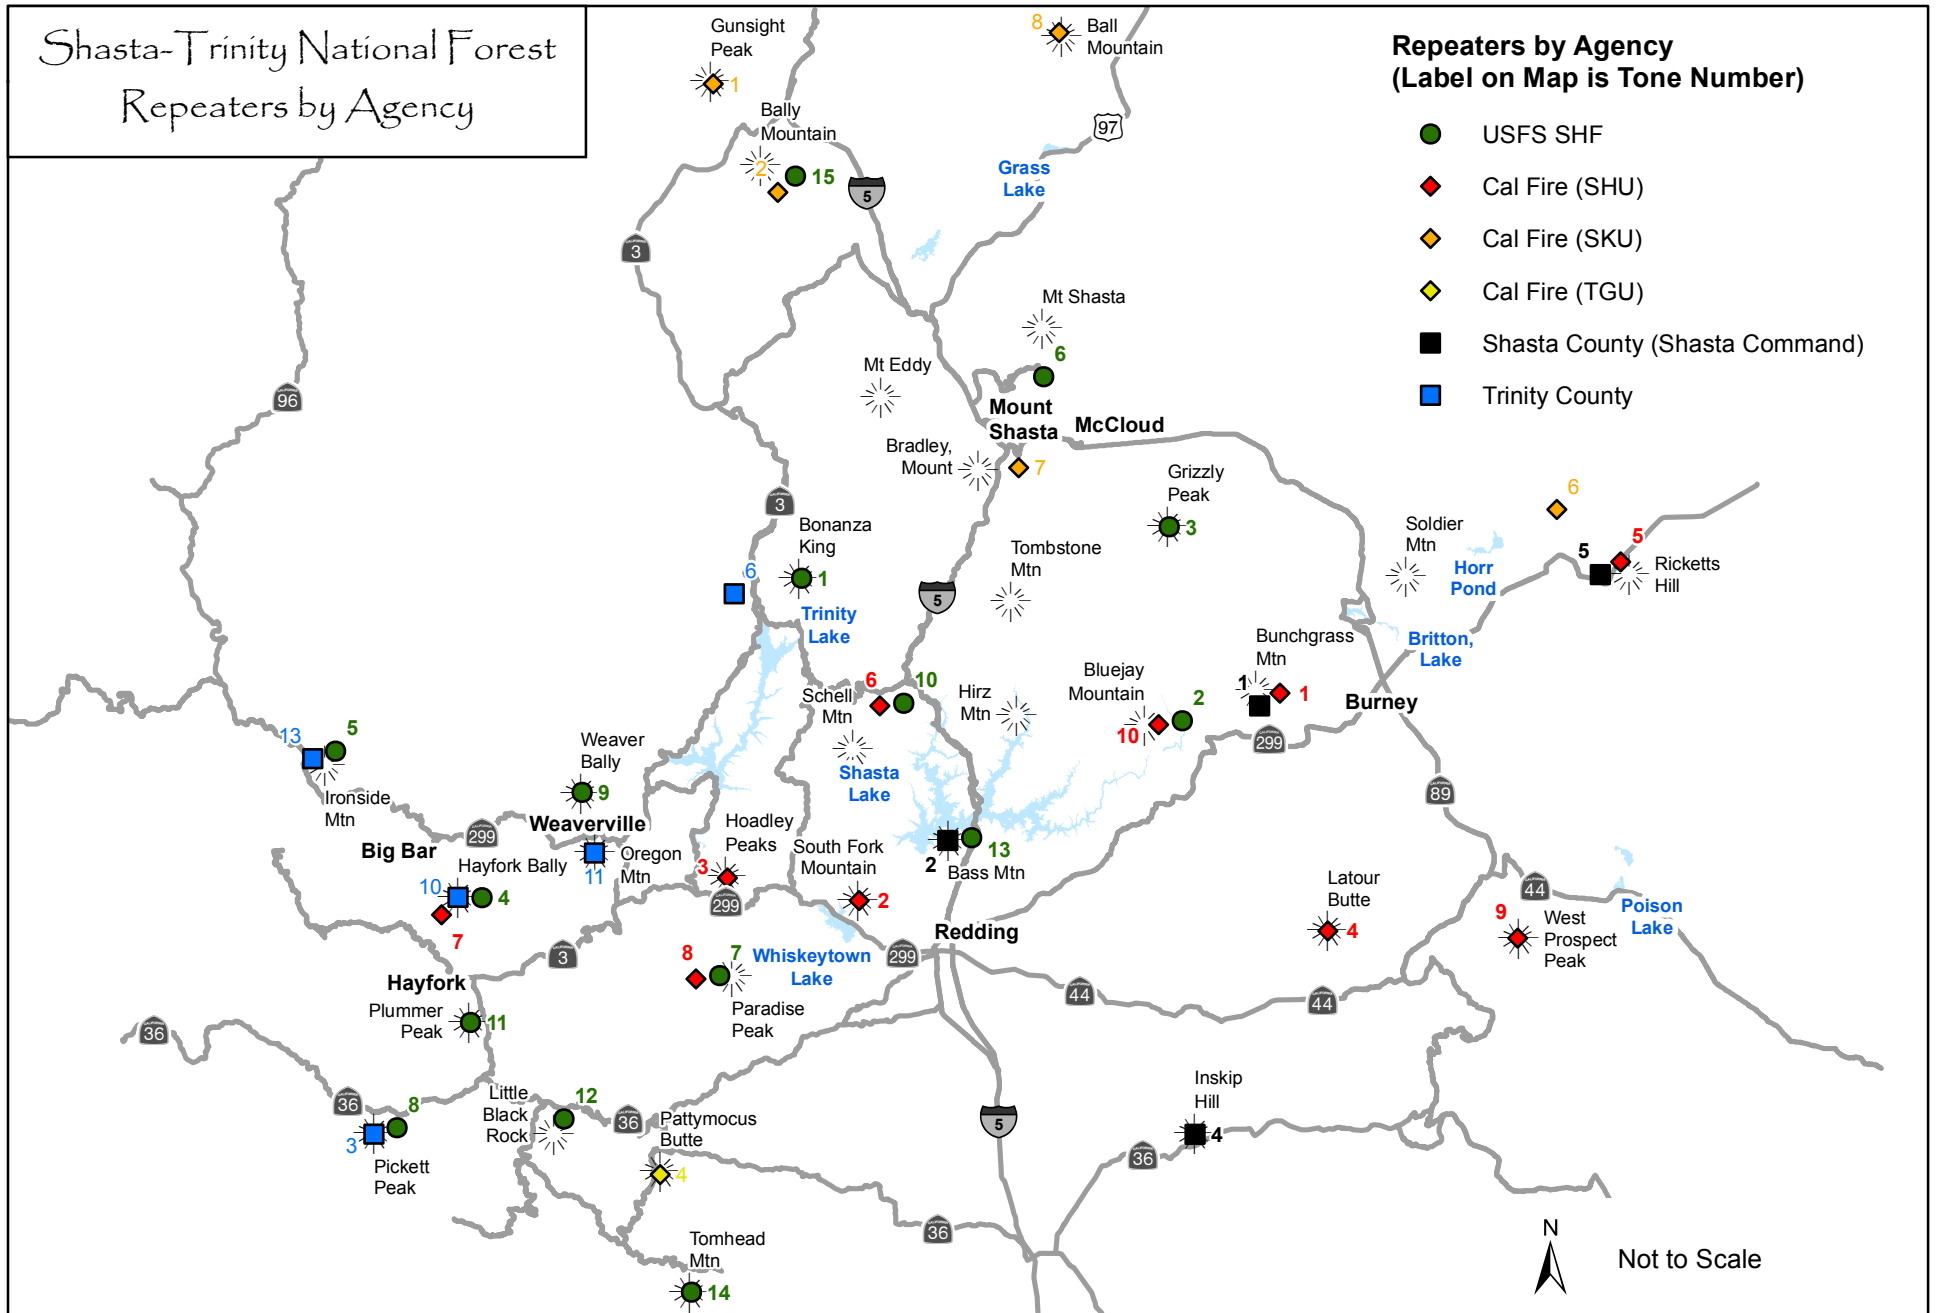 Shasta-Trinity National Forest
Repeaters by Agency
Repeaters by Agency
(Label on Map is Tone Number)
USFS SHF
Cal Fire (SHU)
Cal Fire (SKU)
Cal Fire (TGU)
Shasta County (Shasta Command)
Trinity County
Gunsight
Peak
1
8
Ball
Mountain
Bally
Mountain
2
15
5
97
Grass
Lake
3
Mt Shasta
6
Mt Eddy
96
Mount
Shasta
McCloud
Bradley,
Mount
7
Grizzly
Peak
3
3
Bonanza
King
1
6
Trinity
Lake
Tombstone
Mtn
5
Soldier
Mtn
Horr
Pond
6
5
5
Ricketts
Hill
Britton,
Lake
Bunchgrass
Mtn
1
1
Burney
299
Bluejay
Mountain
2
10
Hirz
Mtn
6
10
Schell
Mtn
Shasta
Lake
13
5
Ironside
Mtn
Weaver
Bally
9
Weaverville
299
Big Bar
Hayfork Bally
10
4
7
Oregon
Mtn
11
Hoadley
Peaks
3
299
South Fork
Mountain
2
2
13
Bass Mtn
89
Latour
Butte
4
44
9
West
Prospect
Peak
Poison
Lake
Redding
299
Whiskeytown
Lake
8
7
Paradise
Peak
3
Hayfork
Plummer
Peak
11
44
44
36
36
8
3
Pickett
Peak
Little
Black
Rock
12
36
Pattymocus
Butte
4
5
Inskip
Hill
4
36
36
Tomhead
Mtn
14
N
Not to Scale